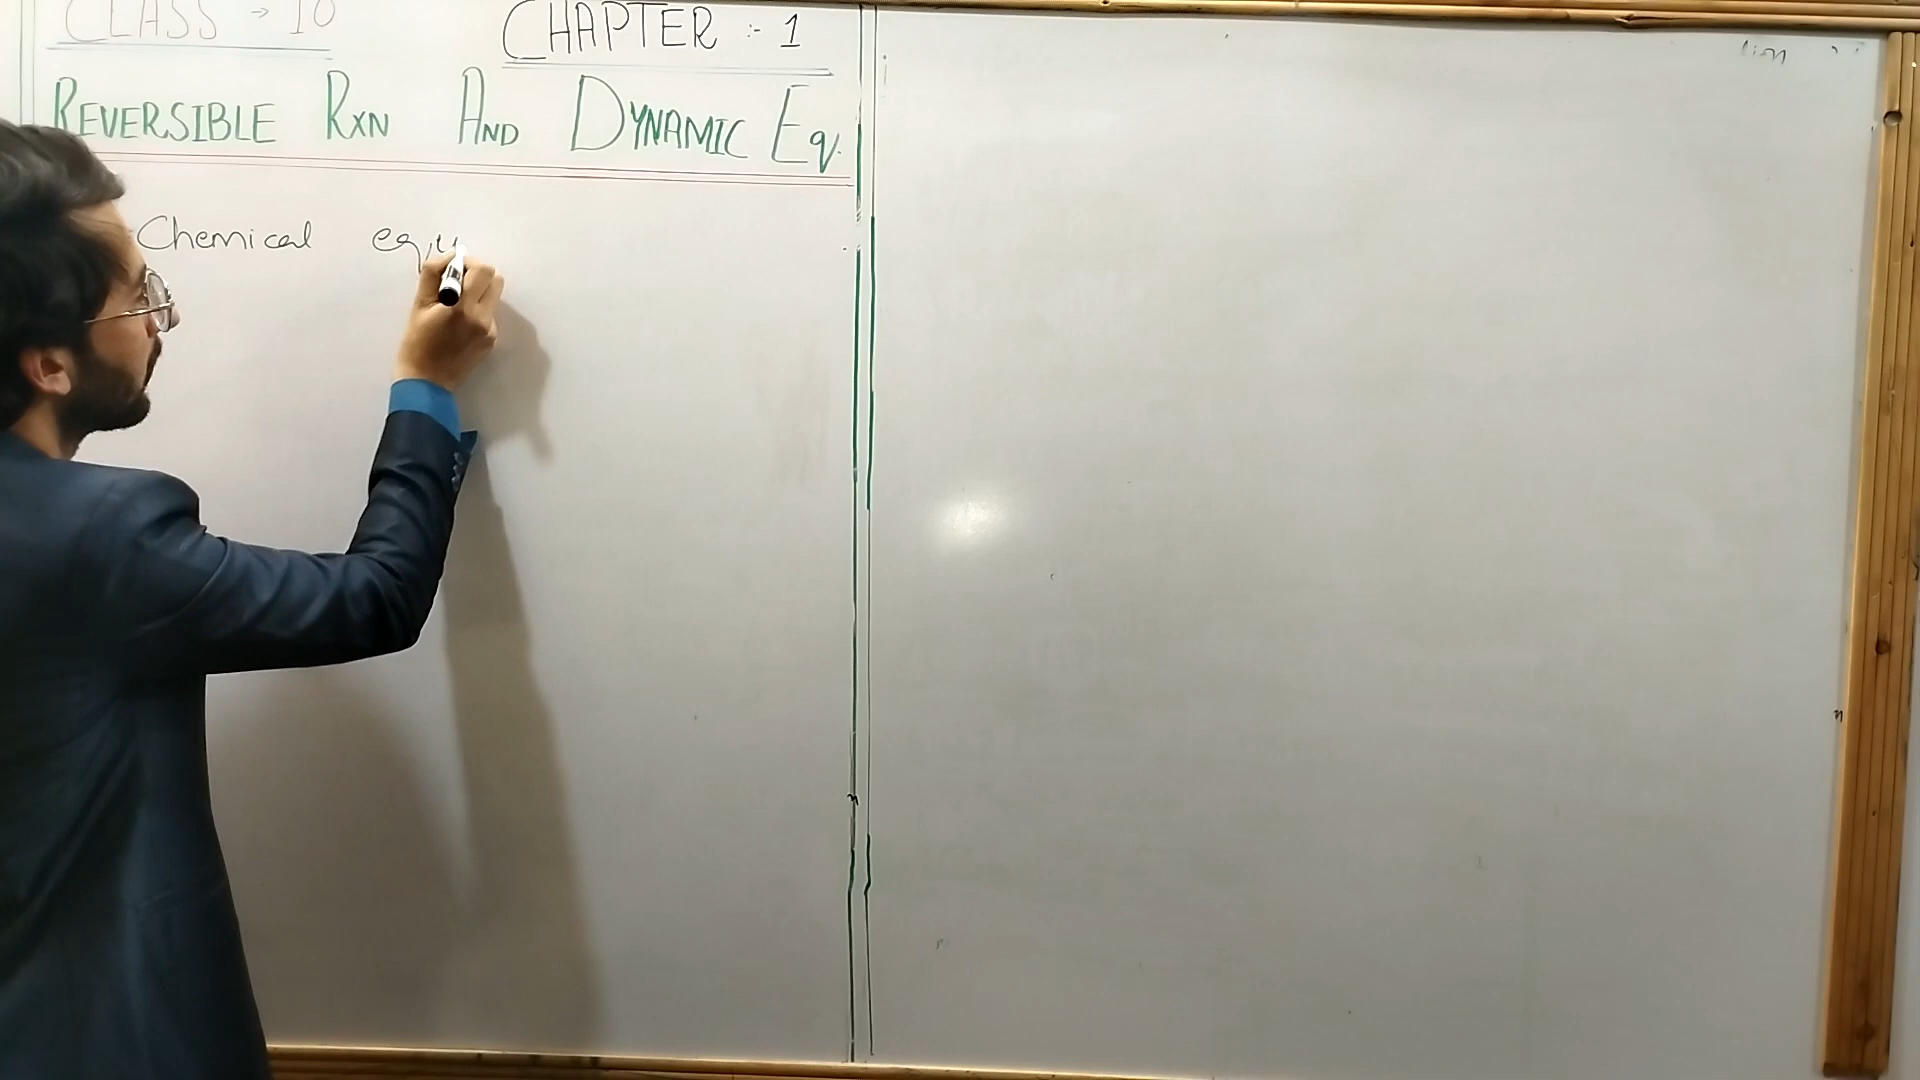 CLASS → 10
CHAPTER :- 1
REVERSIBLE RXN AND DYNAMIC Eq.
Chemical equ